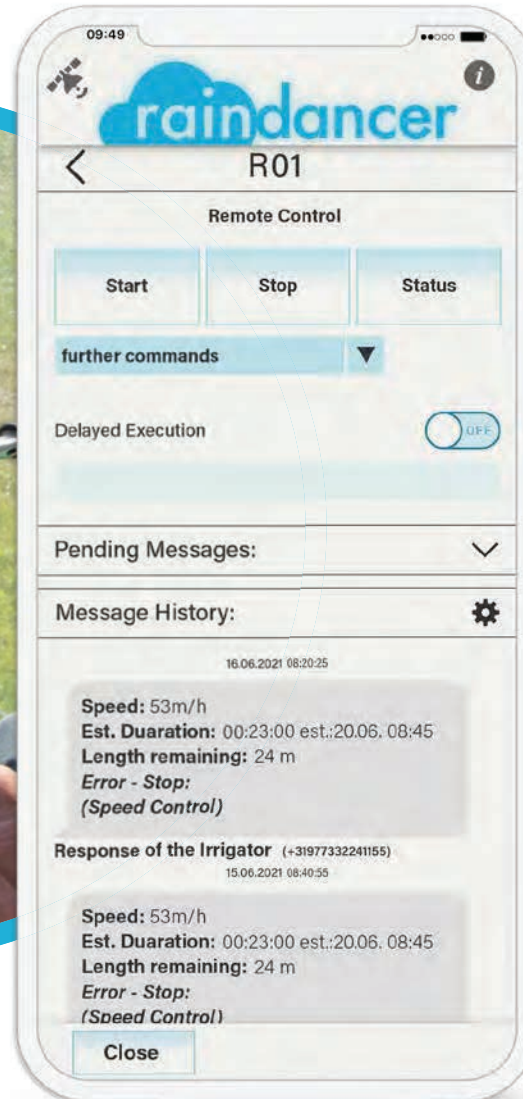 09:49
raindancer
i
R01
Remote Control
Start Stop Status
further commands
Delayed Execution OFF
Pending Messages:
Message History:
16.06.2021 08:20:25
Speed: 53m/h
Est. Duaration: 00:23:00 est.:20.06. 08:45
Length remaining: 24 m
Error - Stop:
(Speed Control)
Response of the Irrigator (+31977332241155)
15.06.2021 08:40:55
Speed: 53m/h
Est. Duaration: 00:23:00 est.:20.06. 08:45
Length remaining: 24 m
Error - Stop:
(Speed Control)
Close